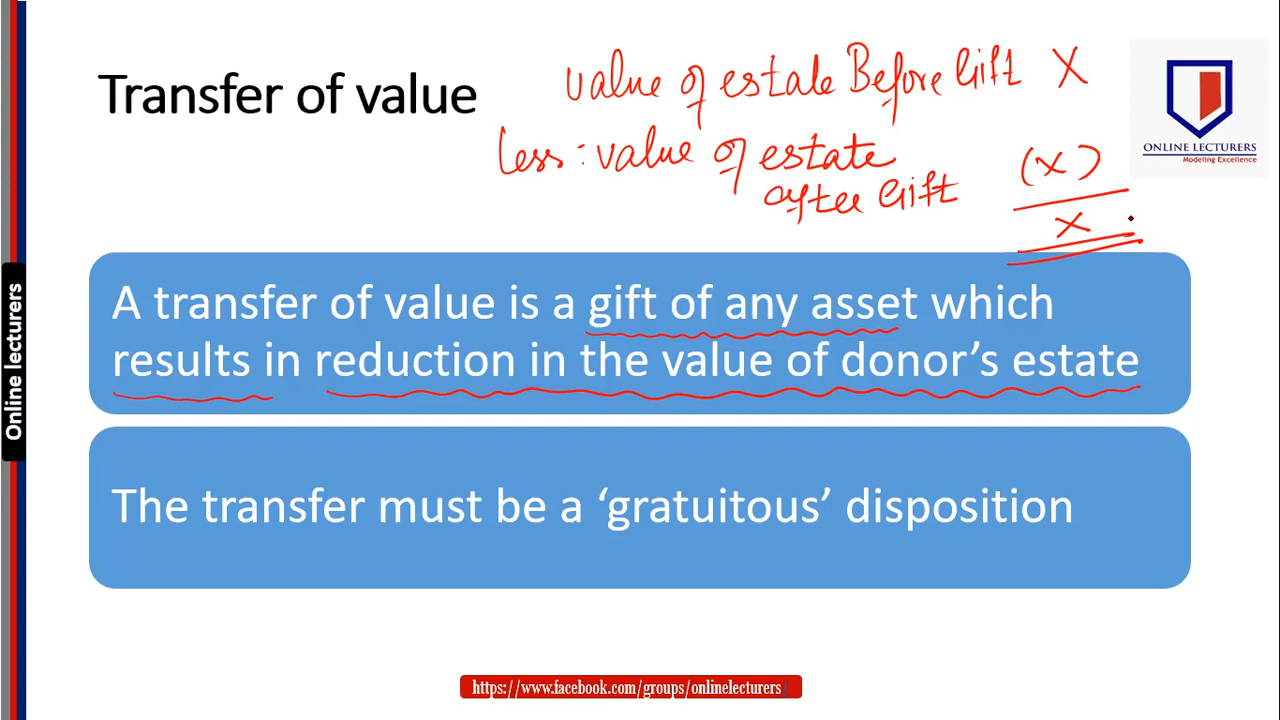 Transfer of value
Value of estate Before Gift X
Less: value of estate
after Gift (X)
X
ONLINE LECTURERS
Modeling Excellence
A transfer of value is a gift of any asset which
results in reduction in the value of donor's estate
The transfer must be a ‘gratuitous’ disposition
Online lecturers
https://www.facebook.com/groups/onlinelecturers/